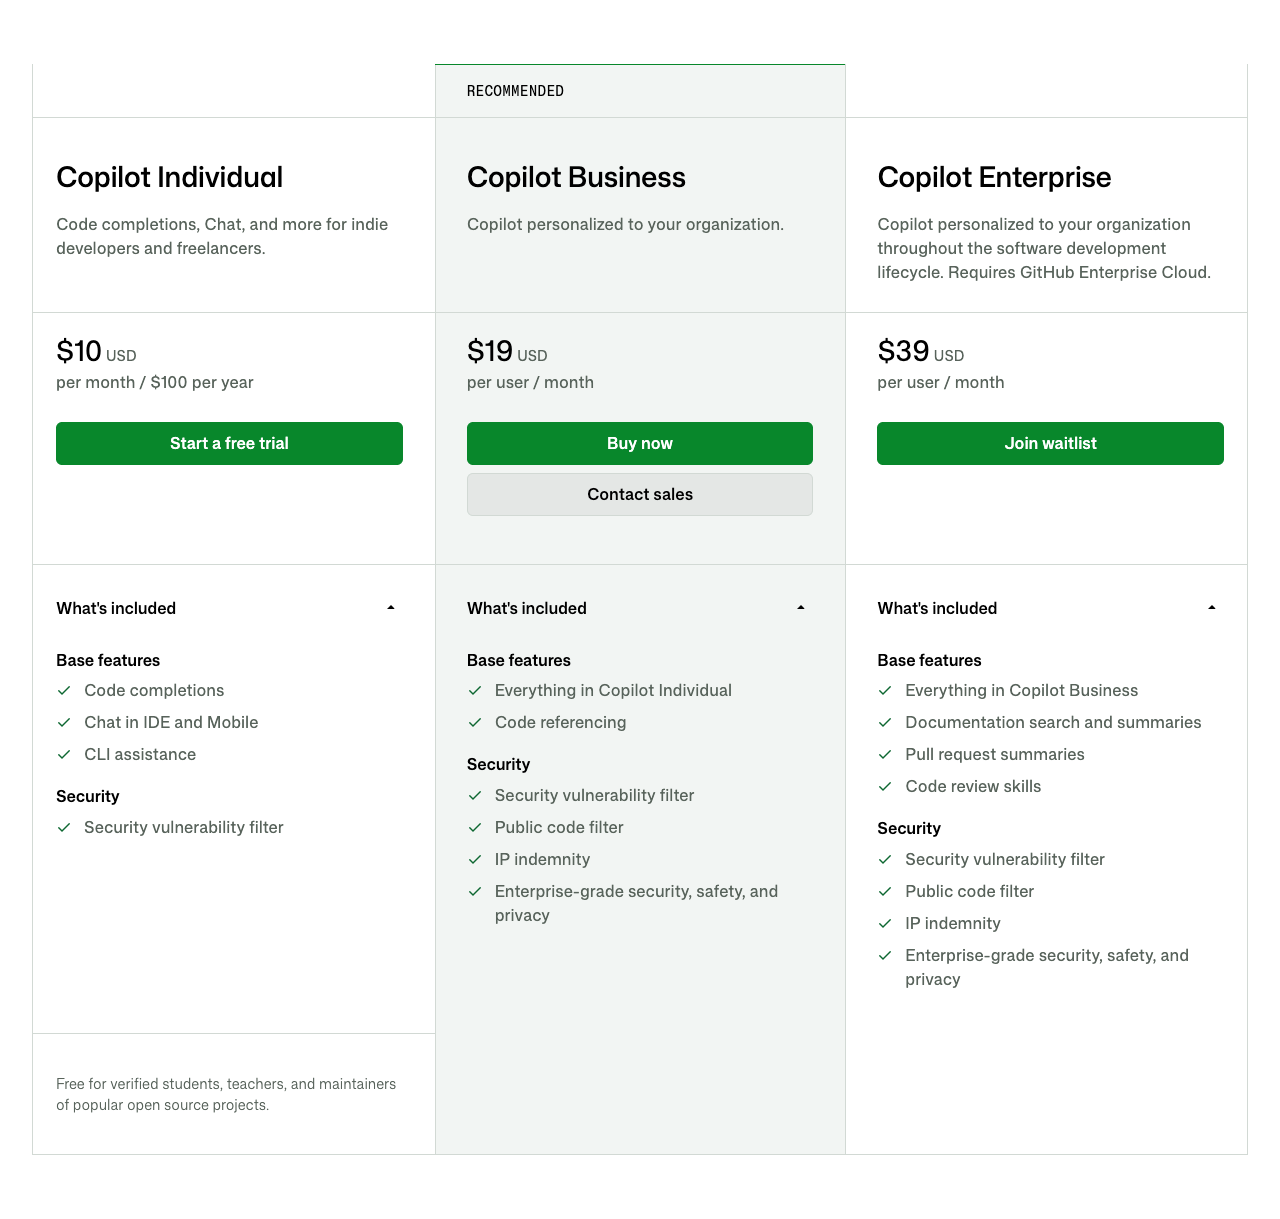 RECOMMENDED
Copilot Individual
Code completions, Chat, and more for indie
developers and freelancers.
$10 USD
per month / $100 per year
Start a free trial
What's included
Base features
Code completions
Chat in IDE and Mobile
CLI assistance
Security
Security vulnerability filter
Free for verified students, teachers, and maintainers
of popular open source projects.
Copilot Business
Copilot personalized to your organization.
$19 USD
per user / month
Buy now
Contact sales
What's included
Base features
Everything in Copilot Individual
Code referencing
Security
Security vulnerability filter
Public code filter
IP indemnity
Enterprise-grade security, safety, and
privacy
Copilot Enterprise
Copilot personalized to your organization
throughout the software development
lifecycle. Requires GitHub Enterprise Cloud.
$39 USD
per user / month
Join waitlist
What's included
Base features
Everything in Copilot Business
Documentation search and summaries
Pull request summaries
Code review skills
Security
Security vulnerability filter
Public code filter
IP indemnity
Enterprise-grade security, safety, and
privacy